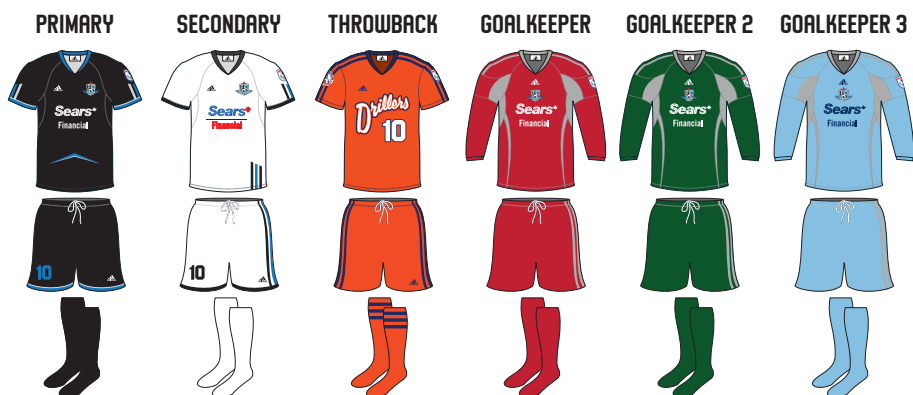 PRIMARY
SECONDARY
THROWBACK
GOALKEEPER
GOALKEEPER 2
GOALKEEPER 3
Sears
Financial
Sears
Financial
Drillers
10
Sears
Financial
Sears
Financial
Sears
Financial
10
10